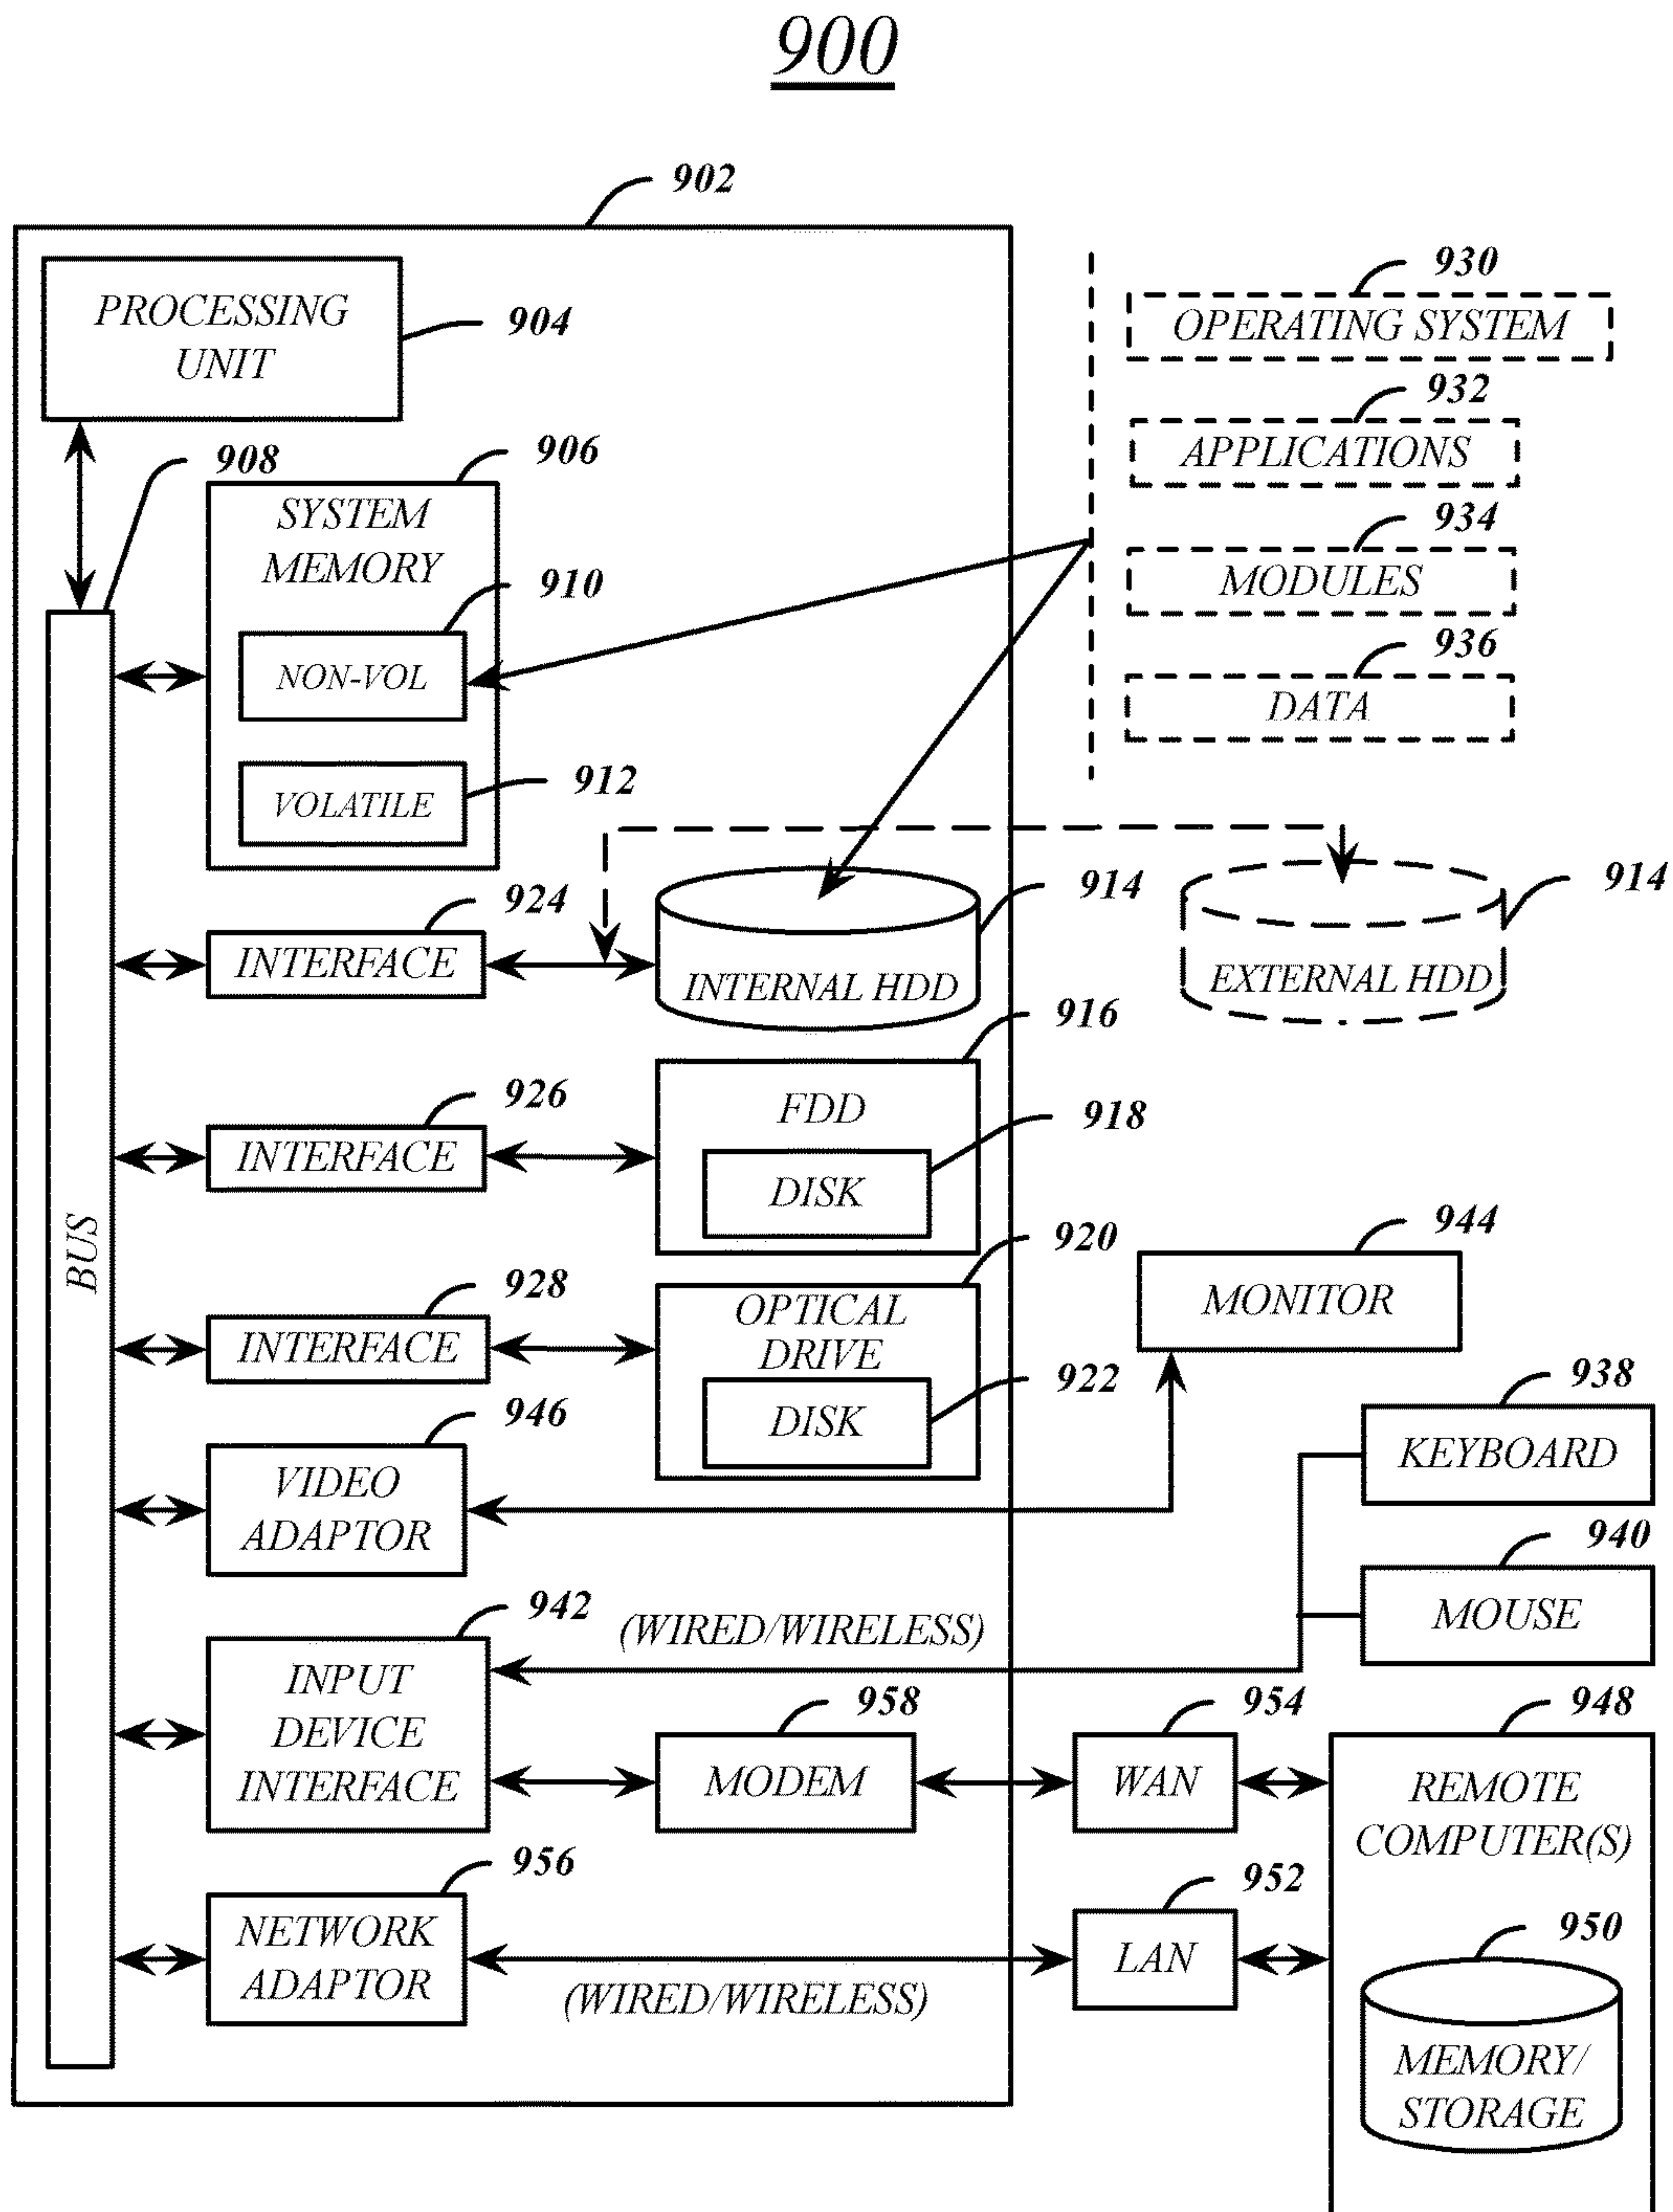 900
902
PROCESSING
UNIT
904
930
OPERATING SYSTEM
932
APPLICATIONS
934
MODULES
936
DATA
908
906
SYSTEM
MEMORY
910
NON-VOL
912
VOLATILE
924
INTERFACE
914
INTERNAL HDD
914
EXTERNAL HDD
916
FDD
918
DISK
926
INTERFACE
BUS
920
OPTICAL
DRIVE
922
DISK
928
INTERFACE
944
MONITOR
946
VIDEO
ADAPTOR
938
KEYBOARD
940
MOUSE
942
INPUT
DEVICE
INTERFACE
(WIRED/WIRELESS)
958
MODEM
954
WAN
948
REMOTE
COMPUTER(S)
956
NETWORK
ADAPTOR
(WIRED/WIRELESS)
952
LAN
950
MEMORY/
STORAGE